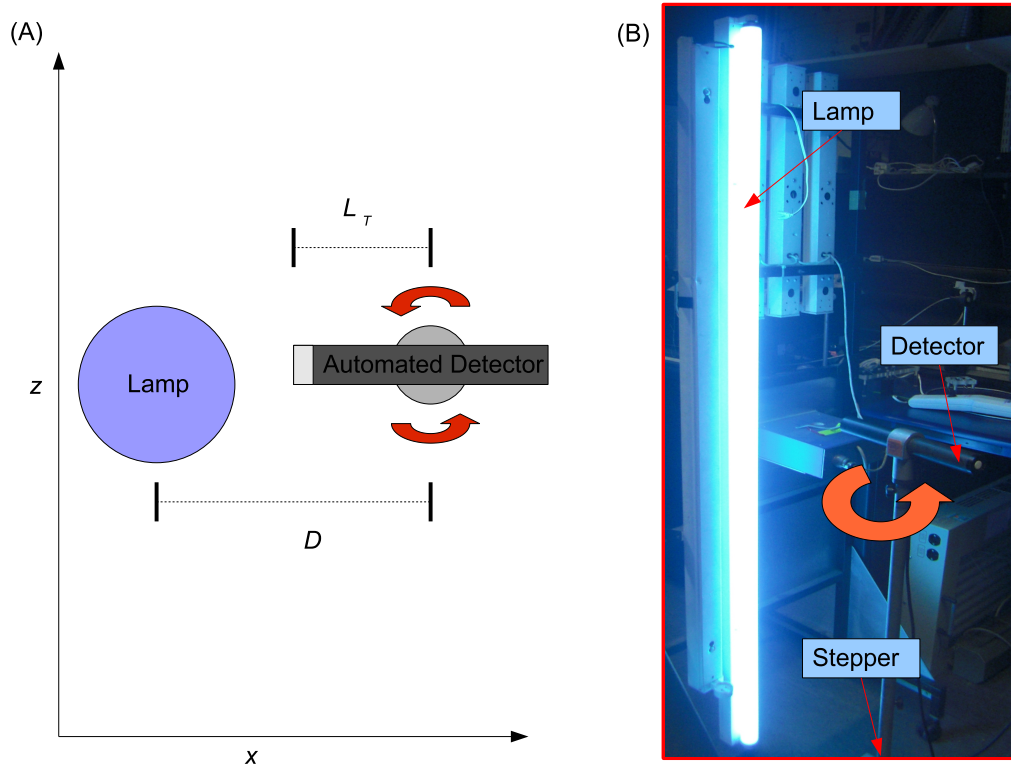 (A)
L T
Lamp
Automated Detector
z
D
x
(B)
Lamp
Detector
Stepper